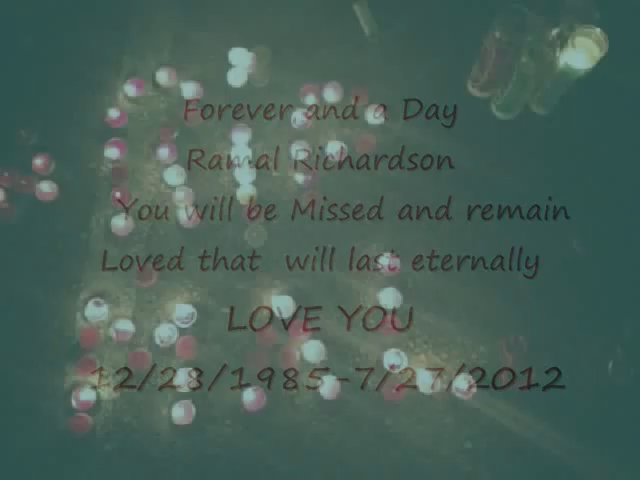 Forever and a Day
Ramal Richardson
You will be Missed and remain
Loved that will last eternally
LOVE YOU
12/23/1985-7/27/2012